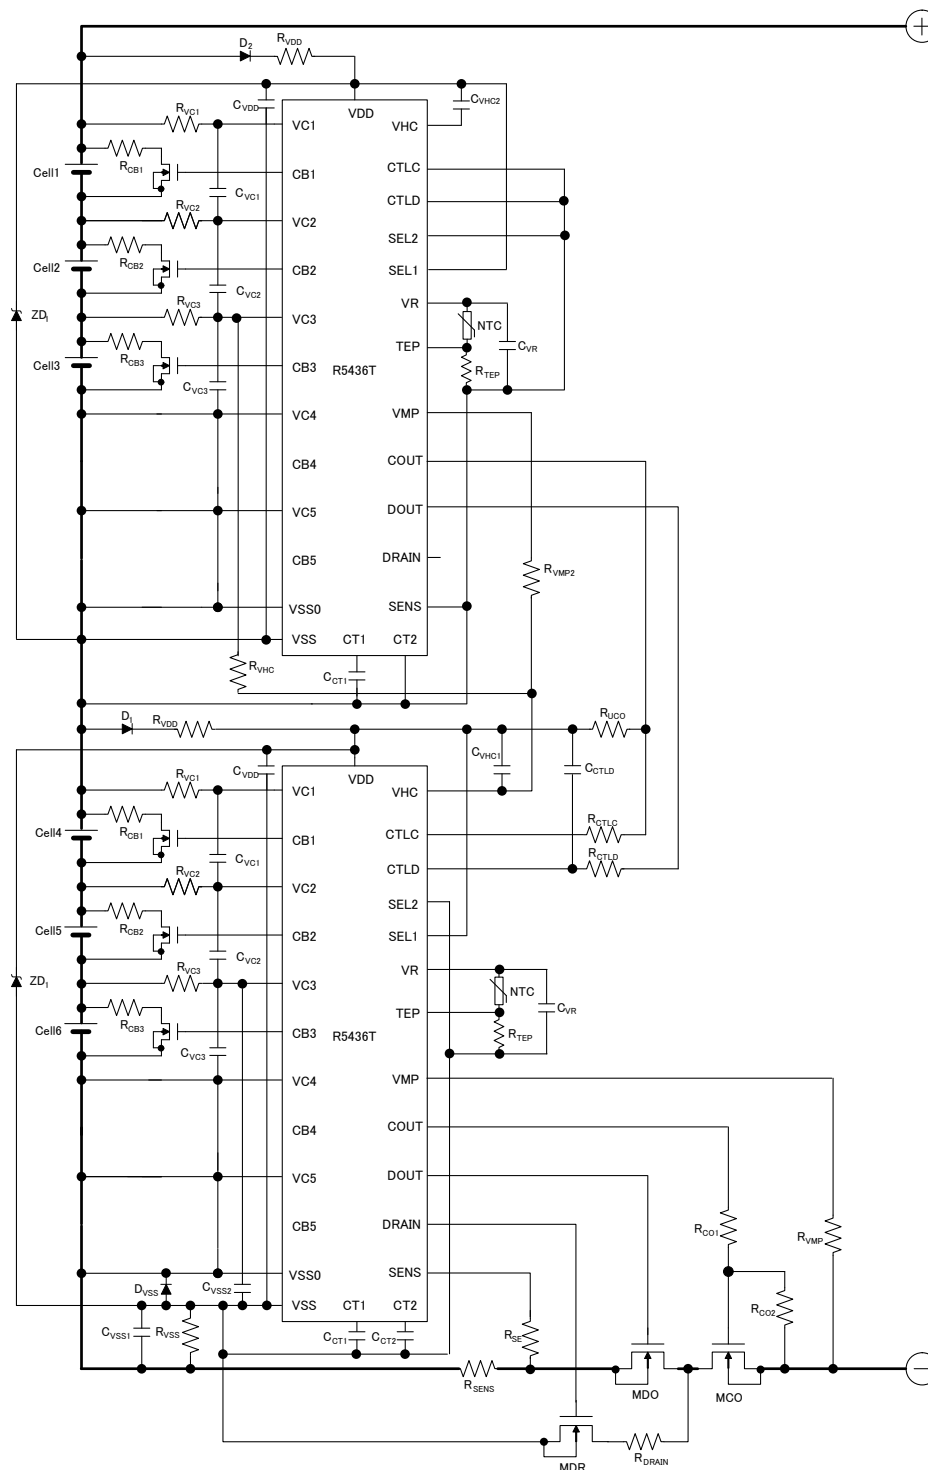 +
D2
RVDD
CVDD
VDD
CVHC2
RVC1
VC1
VHC
Cell1
RCB1
CB1
CTLC
CVC1
CTLD
RVC2
VC2
SEL2
Cell2
RCB2
CB2
SEL1
CVC2
RVC3
VR
ZD1
VC3
NTC
TEP
CVR
Cell3
RCB3
CB3
R5436T
RTEP
CVC3
VC4
VMP
CB4
COUT
VC5
DOUT
CB5
DRAIN
RVMP2
VSS0
SENS
VSS
CT1
CT2
RVHC
CCT1
D1
RVDD
RUCO
CVDD
VDD
CVHC1
CCTLD
RVC1
VC1
VHC
Cell4
RCB1
CB1
CTLC
RCTLC
CVC1
RVC2
VC2
CTLD
RCTLD
SEL2
Cell5
RCB2
CB2
SEL1
CVC2
RVC3
VR
ZD1
VC3
NTC
CVR
TEP
Cell6
RCB3
CB3
R5436T
RTEP
CVC3
VC4
VMP
CB4
COUT
VC5
DOUT
CB5
DRAIN
RCO1
RVMP
VSS0
SENS
DVSS
CVSS2
VSS
CT1
CT2
RCO2
CVSS1
RVSS
CCT1
CCT2
RSE
−
RSENS
MDO
MCO
RDRAIN
MDR